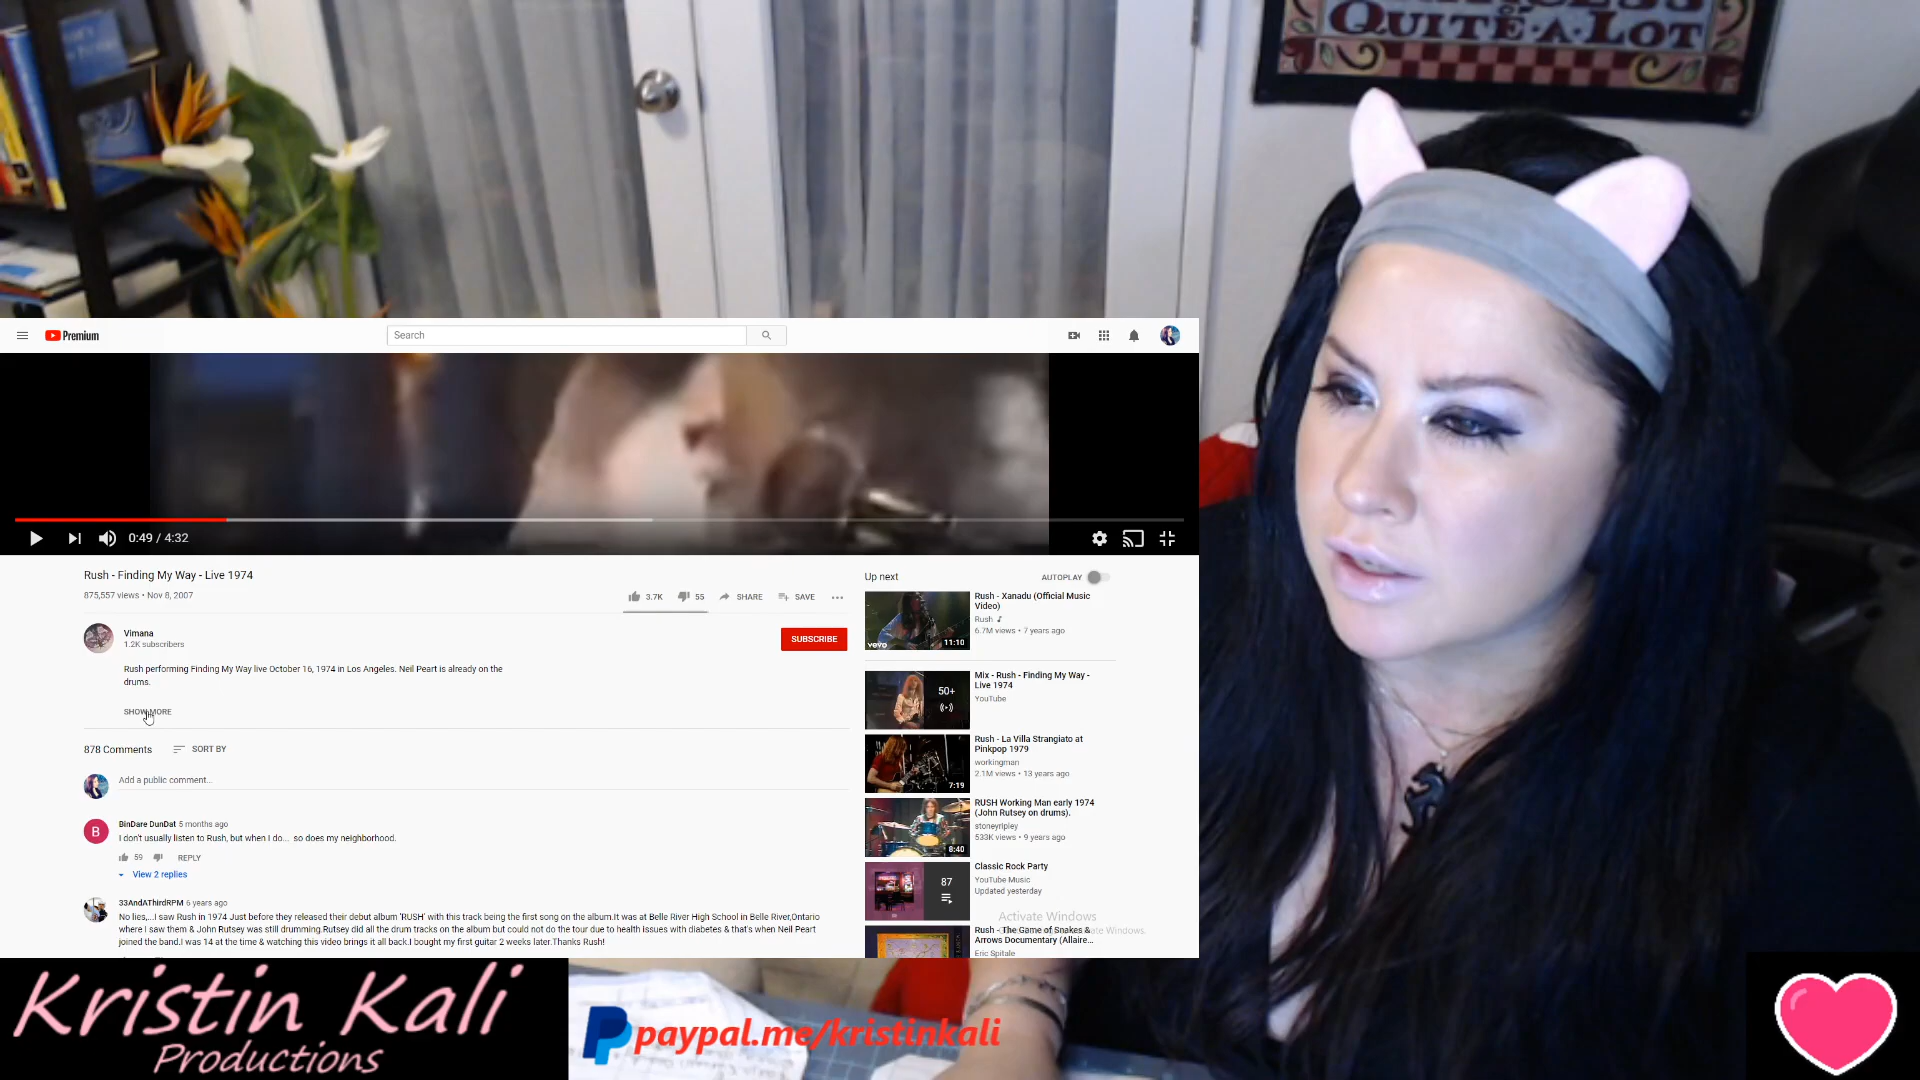 OF
QUITE·A·LOT
Premium
Search
0:49 / 4:32
Rush - Finding My Way - Live 1974
875,557 views • Nov 8, 2007
3.7K
55
SHARE
SAVE
Vimana
1.2K subscribers
SUBSCRIBE
Rush performing Finding My Way live October 16, 1974 in Los Angeles. Neil Peart is already on the
drums.
SHOW MORE
878 Comments
SORT BY
Add a public comment...
B
BinDare DunDat 5 months ago
I don't usually listen to Rush, but when I do... so does my neighborhood.
59
REPLY
View 2 replies
33AndAThirdRPM 6 years ago
No lies,...I saw Rush in 1974 Just before they released their debut album 'RUSH' with this track being the first song on the album.It was at Belle River High School in Belle River,Ontario
where I saw them & John Rutsey was still drumming.Rutsey did all the drum tracks on the album but could not do the tour due to health issues with diabetes & that's when Neil Peart
joined the band.I was 14 at the time & watching this video brings it all back.I bought my first guitar 2 weeks later.Thanks Rush!
Up next
AUTOPLAY
vevo
11:10
Rush - Xanadu (Official Music
Video)
Rush
6.7M views • 7 years ago
50+
Mix - Rush - Finding My Way -
Live 1974
YouTube
7:19
Rush - La Villa Strangiato at
Pinkpop 1979
workingman
2.1M views • 13 years ago
8:40
RUSH Working Man early 1974
(John Rutsey on drums).
stoneyripley
533K views • 9 years ago
87
Classic Rock Party
YouTube Music
Updated yesterday
Activate Windows
Rush - The Game of Snakes &
Arrows Documentary (Allaire...
Eric Spitale
Kristin Kali
Productions
paypal.me/kristinkali